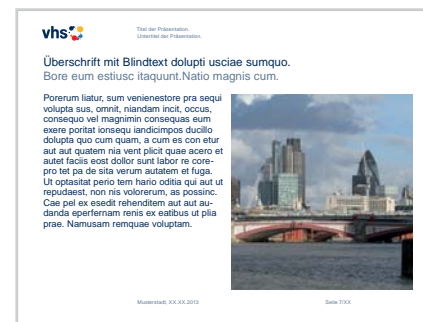 vhs
Titel der Präsentation.
Untertitel der Präsentation.
Überschrift mit Blindtext dolupti usciae sumquo.
Bore eum estiusc itaquunt.Natio magnis cum.
Porerum liatur, sum venienestore pra sequi
volupta sus, omnit, niandam incit, occus,
consequo vel magnimin consequas eum
exere poritat ionsequ iandicimpos ducillo
dolupta quo cum quam, a cum es con etur
aut aut quatem nia vent plicit quae acero et
autet faciis eost dollor sunt labor re core-
pro tet pa de sita verum autatem et fuga.
Ut optasitat perio tem hario oditia qui aut ut
repudaest, non nis volorerum, as possinc.
Cae pel ex esedit rehenditem aut aut au-
danda eperfernam renis ex eatibus ut plia
prae. Namusam remquae voluptam.
Musterstadt, XX.XX.2013
Seite 7/XX